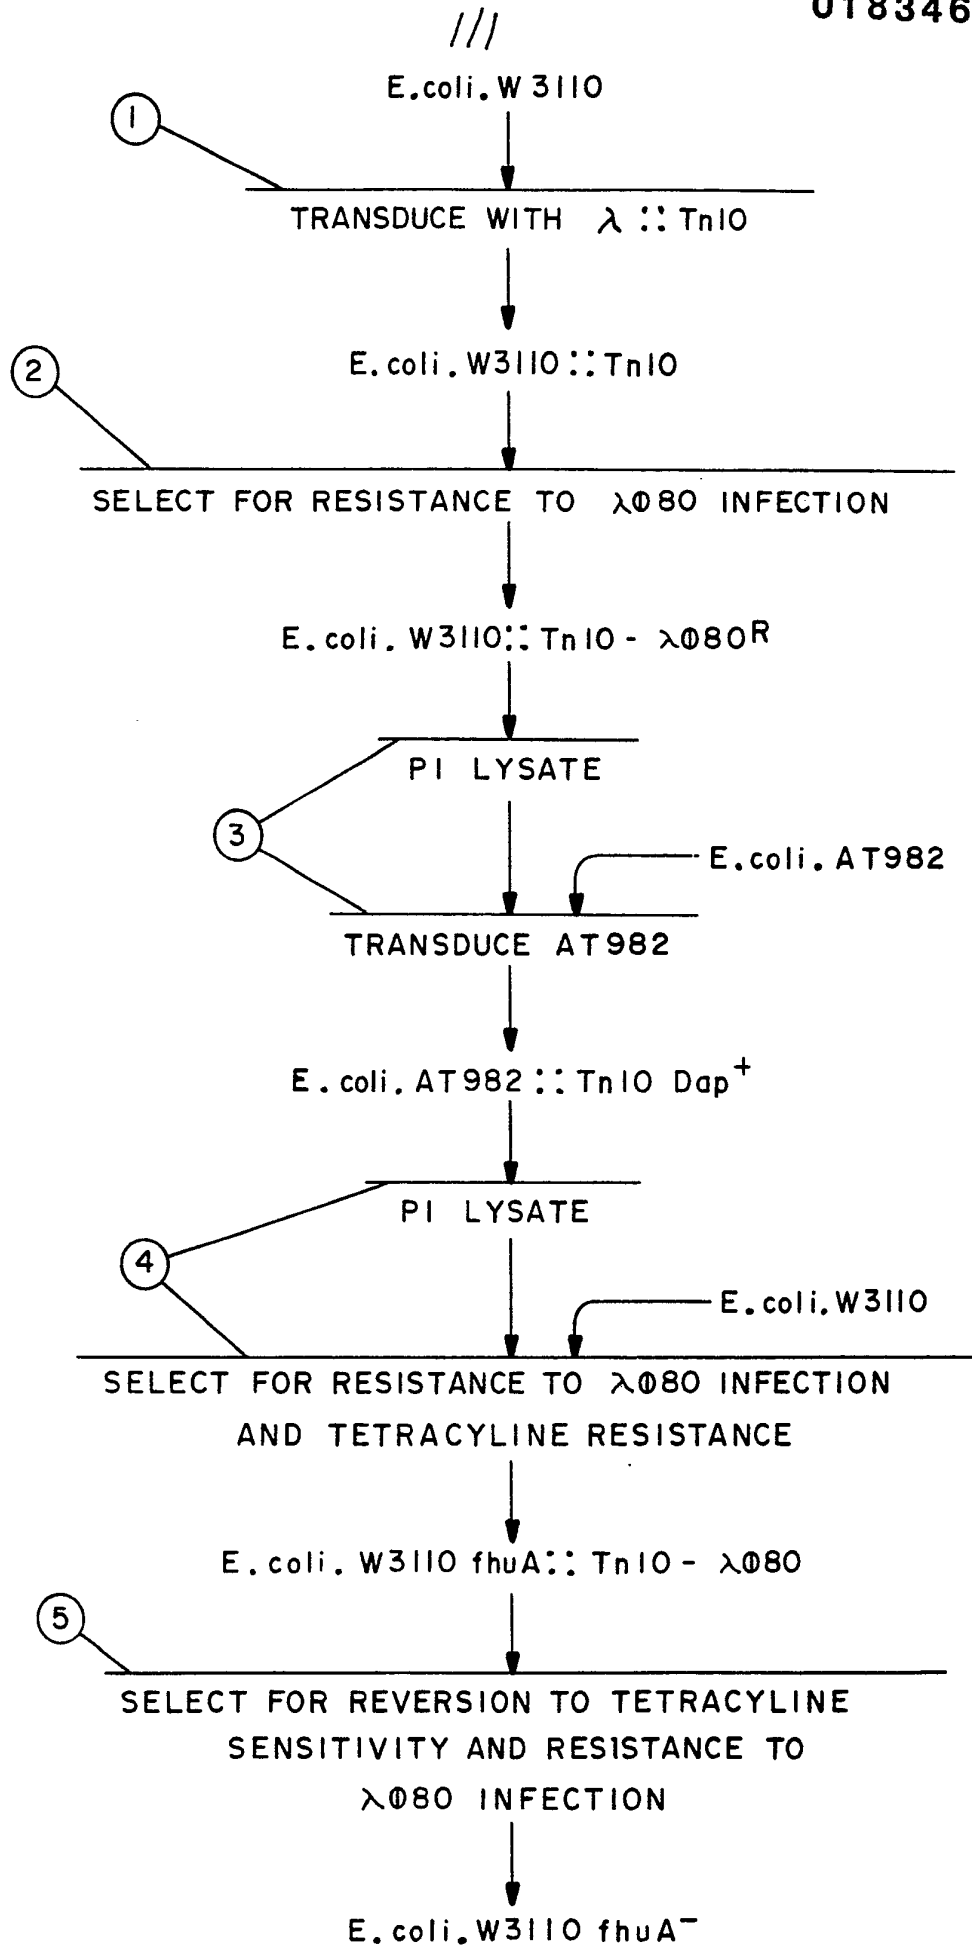 018346
111
E.coli. W3110
1
TRANSDUCE WITH λ :: Tn10
E.coli. W3110 :: Tn10
2
SELECT FOR RESISTANCE TO λΦ80 INFECTION
E.coli. W3110 :: Tn10 - λΦ80R
P1 LYSATE
3
E.coli. AT982
TRANSDUCE AT982
E.coli. AT982 :: Tn10 Dap+
P1 LYSATE
4
E.coli. W3110
SELECT FOR RESISTANCE TO λΦ80 INFECTION
AND TETRACYLINE RESISTANCE
E.coli. W3110 fhuA :: Tn10 - λΦ80
5
SELECT FOR REVERSION TO TETRACYLINE
SENSITIVITY AND RESISTANCE TO
λΦ80 INFECTION
E.coli. W3110 fhuA-